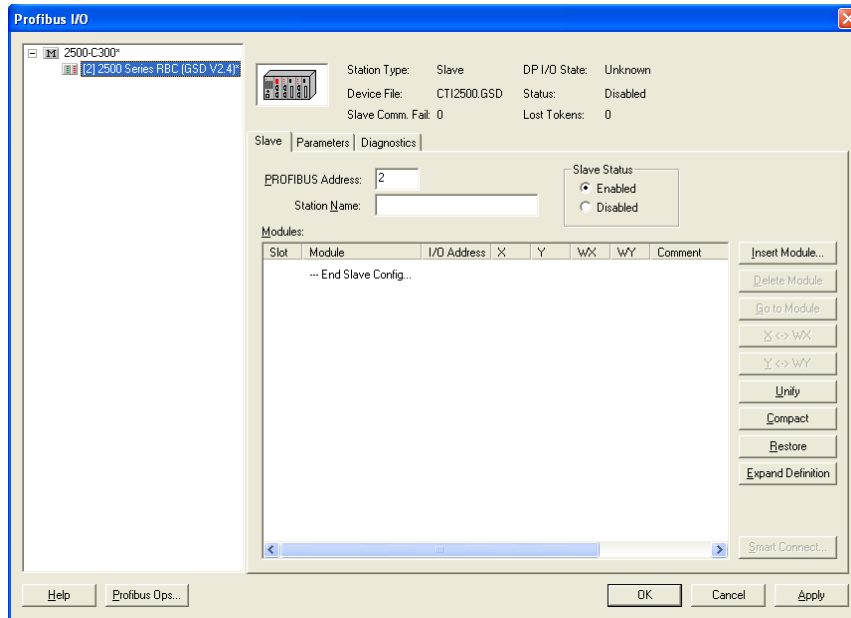 Profibus I/O
M 2500-C300*
[2] 2500 Series RBC (GSD V2.4)*
Station Type: Slave DP I/O State: Unknown
Device File: CTI2500.GSD Status: Disabled
Slave Comm. Fail: 0 Lost Tokens: 0
Slave Parameters Diagnostics
PROFIBUS Address: 2
Station Name:
Slave Status
Enabled
Disabled
Modules:
Slot Module I/O Address X Y WX WY Comment
--- End Slave Config...
Insert Module...
Delete Module
Go to Module
X <-> WX
Y <-> WY
Unify
Compact
Restore
Expand Definition
Smart Connect...
Help Profibus Ops... OK Cancel Apply